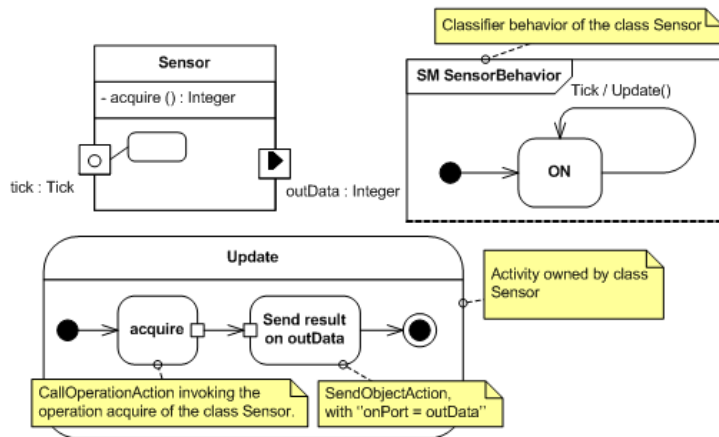 Classifier behavior of the class Sensor
Sensor
- acquire () : Integer
tick : Tick
outData : Integer
SM SensorBehavior
Tick / Update()
ON
Update
acquire
Send result
on outData
Activity owned by class
Sensor
CallOperationAction invoking the
operation acquire of the class Sensor.
SendObjectAction,
with ''onPort = outData''